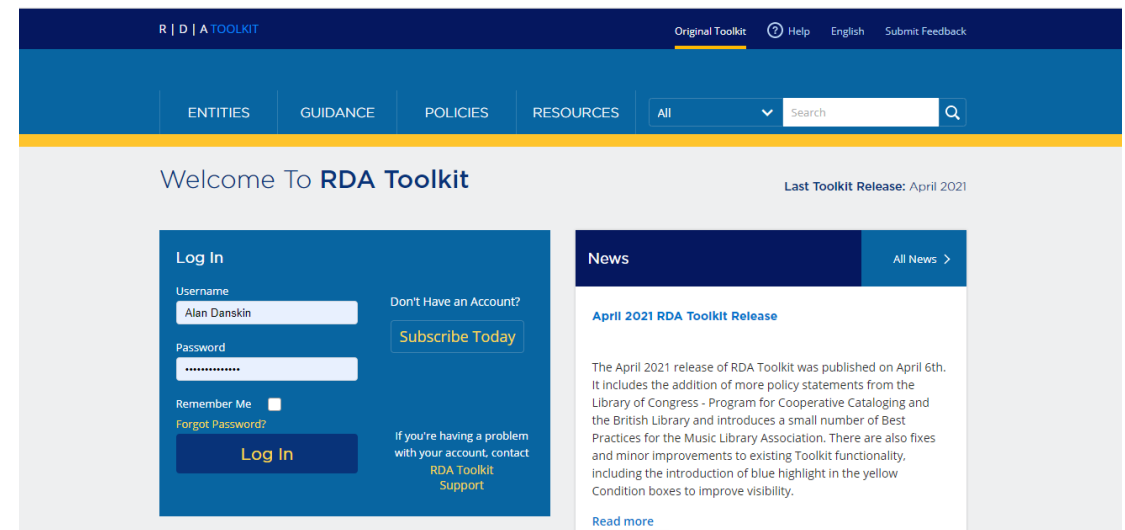 R | D | A TOOLKIT
Original Toolkit ? Help English Submit Feedback
ENTITIES GUIDANCE POLICIES RESOURCES All Search
Welcome To RDA Toolkit
Last Toolkit Release: April 2021
Log In
Username
Alan Danskin
Password
••••••••••••••
Remember Me
Forgot Password?
Log In
Don't Have an Account?
Subscribe Today
If you're having a problem
with your account, contact
RDA Toolkit
Support
News
All News >
April 2021 RDA Toolkit Release
The April 2021 release of RDA Toolkit was published on April 6th.
It includes the addition of more policy statements from the
Library of Congress - Program for Cooperative Cataloging and
the British Library and introduces a small number of Best
Practices for the Music Library Association. There are also fixes
and minor improvements to existing Toolkit functionality,
including the introduction of blue highlight in the yellow
Condition boxes to improve visibility.
Read more